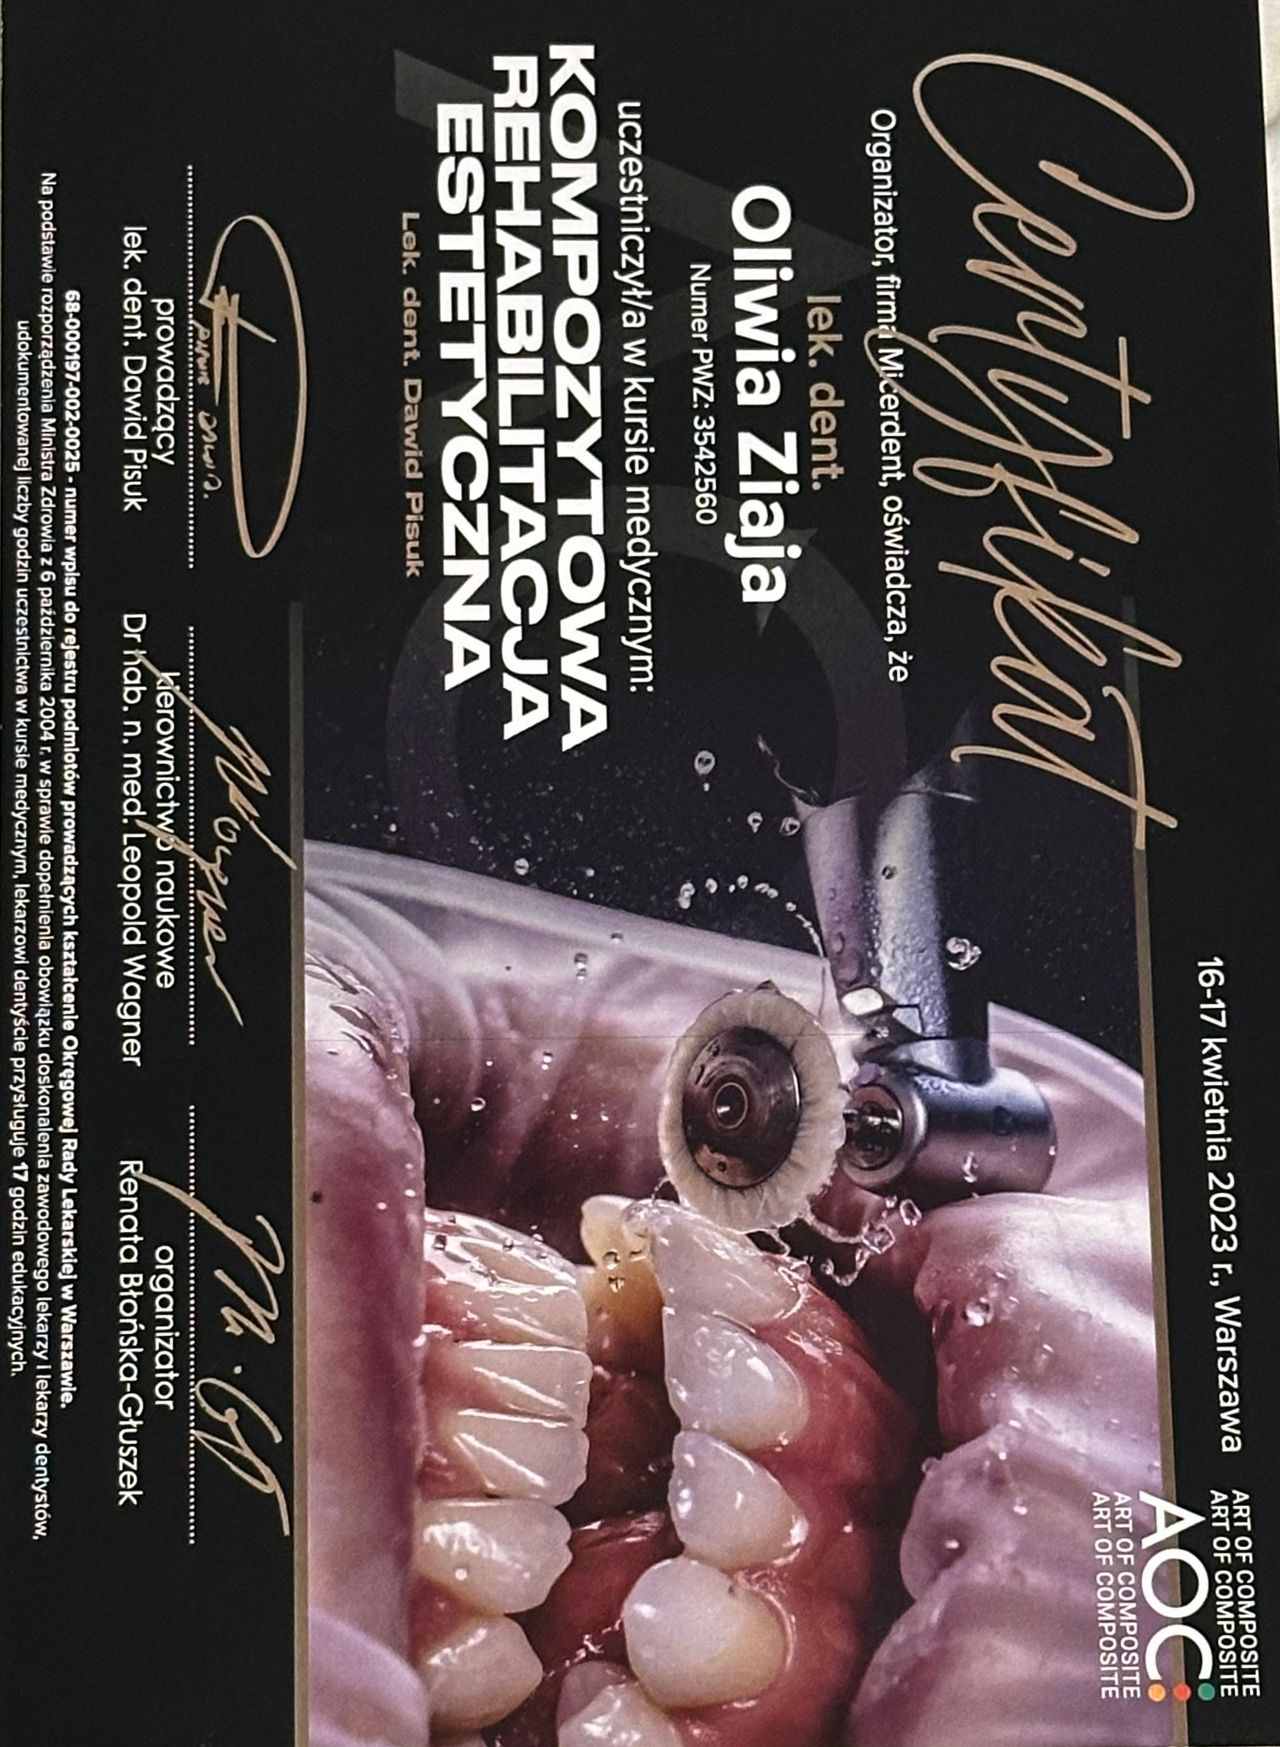 Certyfikat
16-17 kwietnia 2023 r., Warszawa
ART OF COMPOSITE
ART OF COMPOSITE
AOC
ART OF COMPOSITE
ART OF COMPOSITE
Organizator, firma Micerdent, oświadcza, że
lek. dent.
Oliwia Ziaja
Numer PWZ: 3542560
uczestniczył/a w kursie medycznym:
KOMPOZYTOWA
REHABILITACJA
ESTETYCZNA
Lek. dent. Dawid Pisuk
prowadzący
lek. dent. Dawid Pisuk
kierownictwo naukowe
Dr hab. n. med. Leopold Wagner
organizator
Renata Błońska-Głuszek
68-000197-002-0025 - numer wpisu do rejestru podmiotów prowadzących kształcenie Okręgowej Rady Lekarskiej w Warszawie.
Na podstawie rozporządzenia Ministra Zdrowia z 6 października 2004 r. w sprawie dopełnienia obowiązku doskonalenia zawodowego lekarzy i lekarzy dentystów,
udokumentowanej liczby godzin uczestnictwa w kursie medycznym, lekarzowi dentyście przysługuje 17 godzin edukacyjnych.